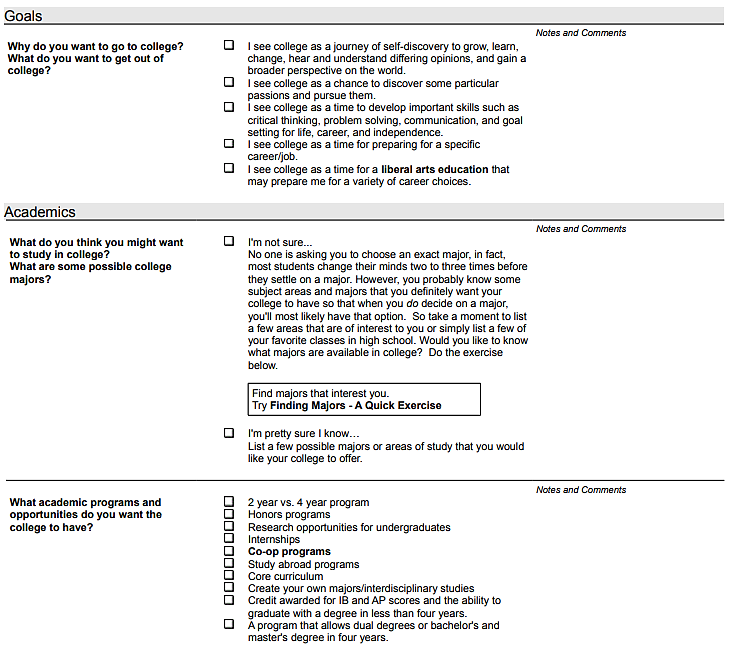 Goals
Notes and Comments
Why do you want to go to college?
What do you want to get out of
college?
I see college as a journey of self-discovery to grow, learn,
change, hear and understand differing opinions, and gain a
broader perspective on the world.
I see college as a chance to discover some particular
passions and pursue them.
I see college as a time to develop important skills such as
critical thinking, problem solving, communication, and goal
setting for life, career, and independence.
I see college as a time for preparing for a specific
career/job.
I see college as a time for a liberal arts education that
may prepare me for a variety of career choices.
Academics
Notes and Comments
What do you think you might want
to study in college?
What are some possible college
majors?
I'm not sure...
No one is asking you to choose an exact major, in fact,
most students change their minds two to three times before
they settle on a major. However, you probably know some
subject areas and majors that you definitely want your
college to have so that when you do decide on a major,
you'll most likely have that option. So take a moment to list
a few areas that are of interest to you or simply list a few of
your favorite classes in high school. Would you like to know
what majors are available in college? Do the exercise
below.
Find majors that interest you.
Try Finding Majors - A Quick Exercise
I'm pretty sure I know…
List a few possible majors or areas of study that you would
like your college to offer.
Notes and Comments
What academic programs and
opportunities do you want the
college to have?
2 year vs. 4 year program
Honors programs
Research opportunities for undergraduates
Internships
Co-op programs
Study abroad programs
Core curriculum
Create your own majors/interdisciplinary studies
Credit awarded for IB and AP scores and the ability to
graduate with a degree in less than four years.
A program that allows dual degrees or bachelor's and
master's degree in four years.